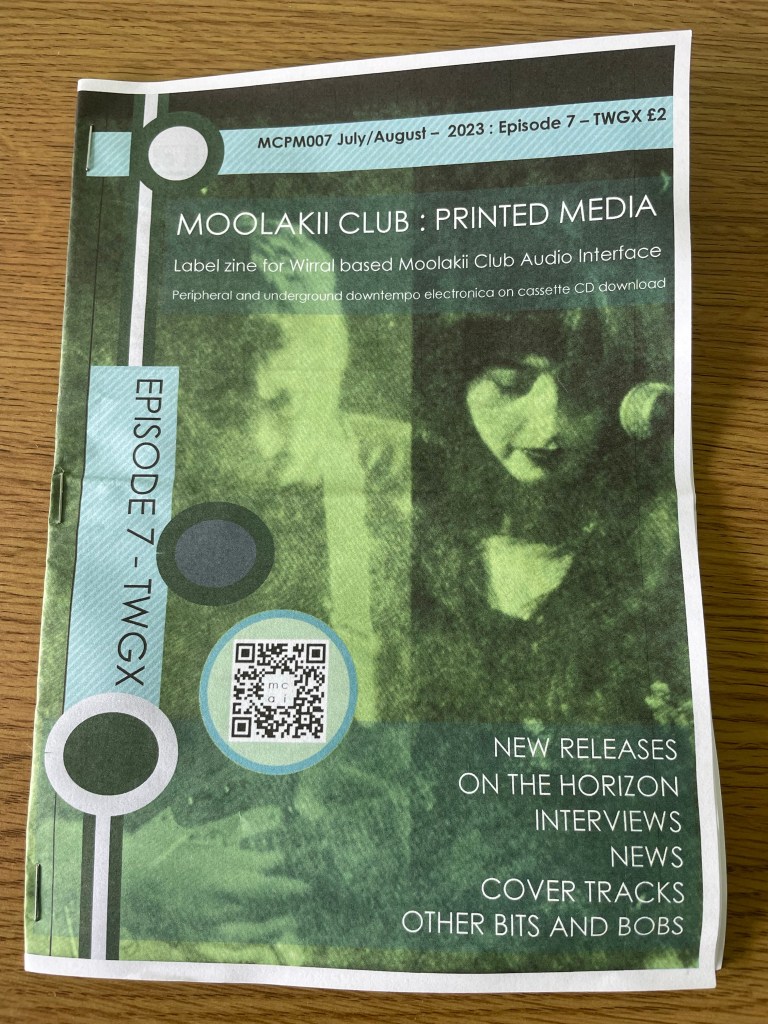 MCPM007 July/August – 2023 : Episode 7 – TWGX £2
MOOLAKII CLUB : PRINTED MEDIA
Label zine for Wirral based Moolakii Club Audio Interface
Peripheral and underground downtempo electronica on cassette CD download
EPISODE 7 - TWGX
mc
ai
NEW RELEASES
ON THE HORIZON
INTERVIEWS
NEWS
COVER TRACKS
OTHER BITS AND BOBS